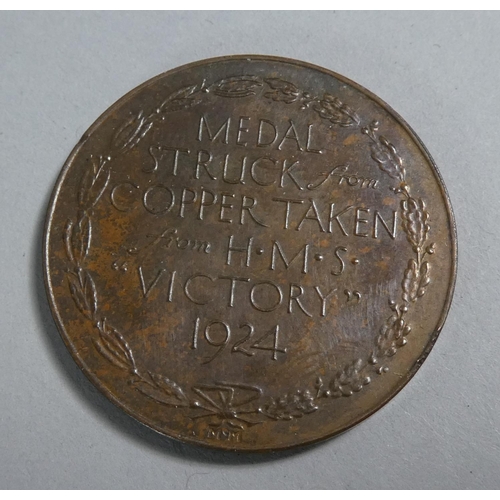 MEDAL
STRUCK from
COPPER TAKEN
from H·M·S·
"VICTORY"
1924